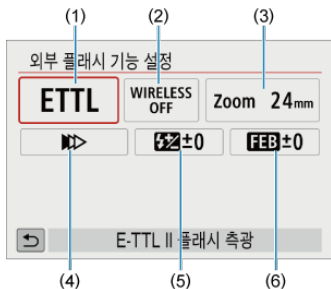 (1) (2) (3)
외부 플래시 기능 설정
ETTL WIRELESS OFF Zoom 24mm
±0 FEB ±0
E-TTL II 플래시 측광
(4) (5) (6)